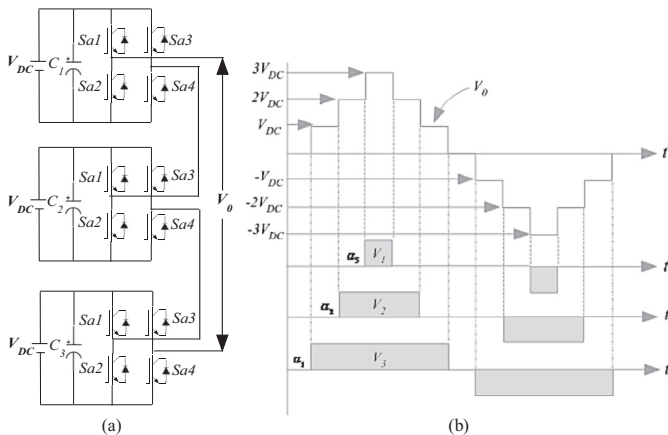 Sa1
Sa3
V_DC
C_1
+
Sa2
Sa4
Sa1
Sa3
V_DC
C_2
+
Sa2
Sa4
V_0
Sa1
Sa3
V_DC
C_3
+
Sa2
Sa4
(a)
3V_DC
2V_DC
V_DC
V_0
t
-V_DC
-2V_DC
-3V_DC
α_3
V_1
t
α_2
V_2
t
α_1
V_3
t
(b)